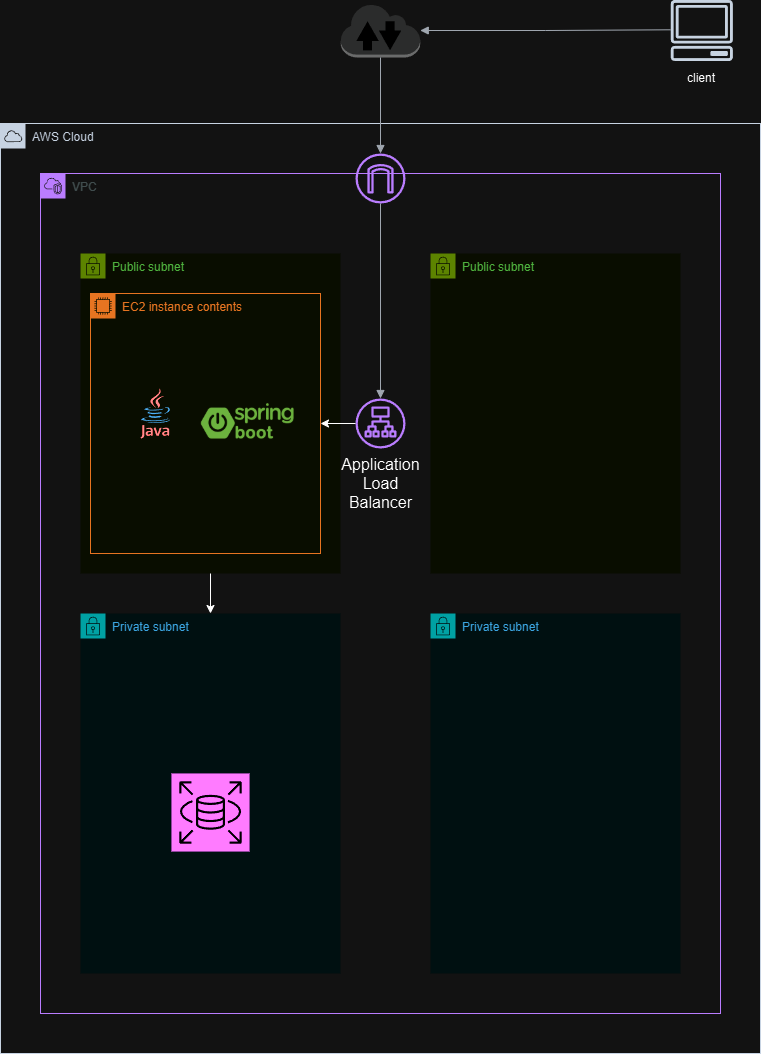 client
AWS Cloud
VPC
Public subnet
Public subnet
EC2 instance contents
Java
spring
boot
Application
Load
Balancer
Private subnet
Private subnet